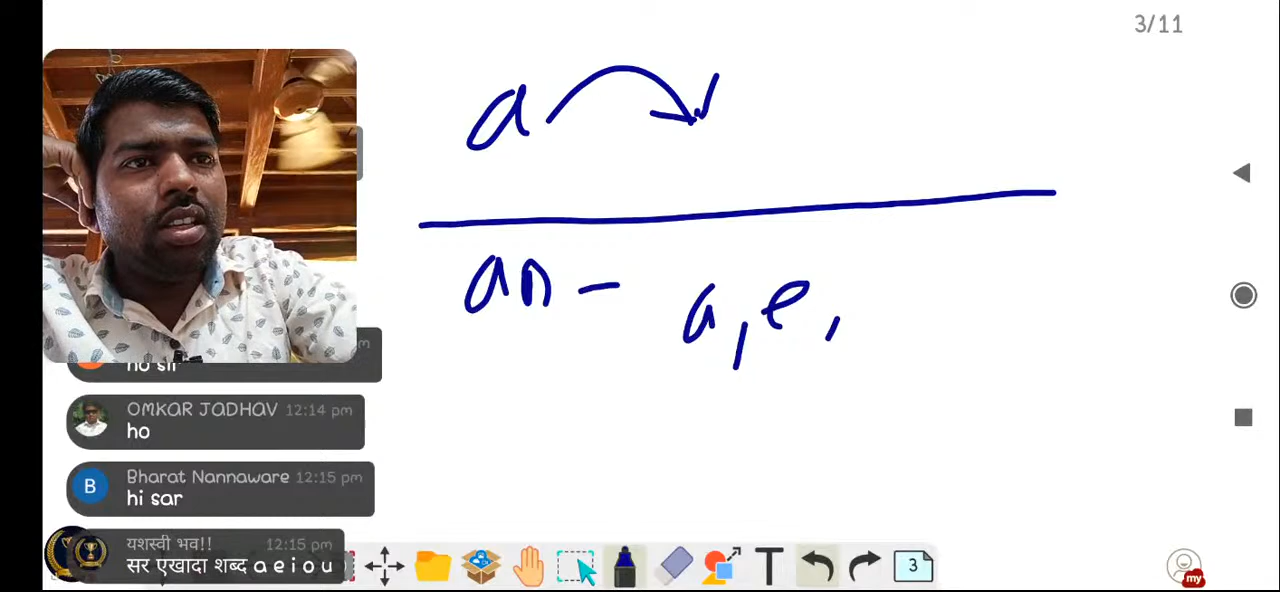 3/11
a
an - a, e,
ho sir
OMKAR JADHAV 12:14 pm
ho
B
Bharat Nannaware 12:15 pm
hi sar
यशस्वी भव!! 12:15 pm
सर एखादा शब्द a e i o u
T
3
my